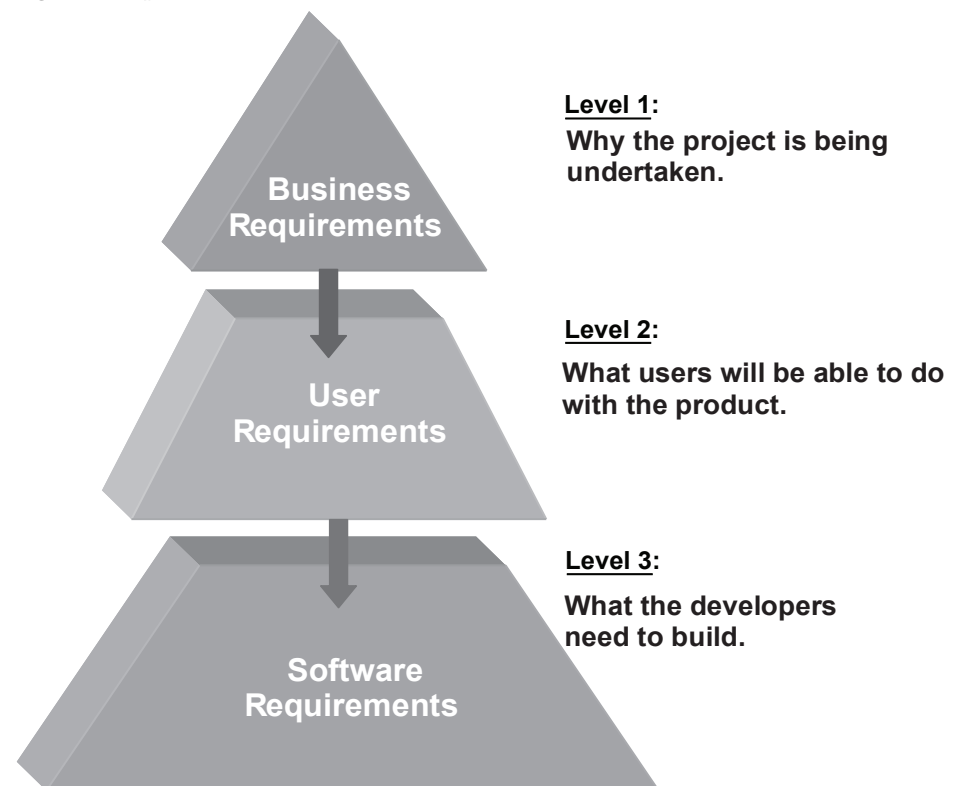 Business
Requirements
Level 1:
Why the project is being
undertaken.
User
Requirements
Level 2:
What users will be able to do
with the product.
Software
Requirements
Level 3:
What the developers
need to build.